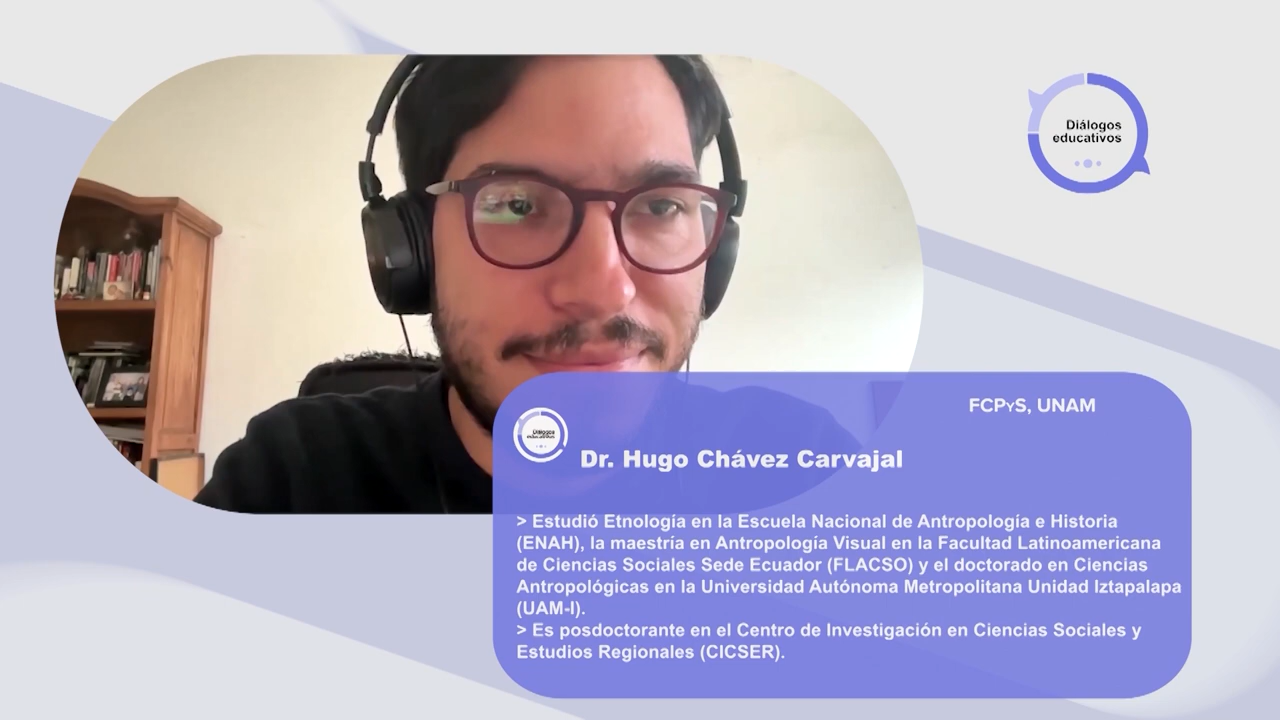 Diálogos
educativos
FCPyS, UNAM
Diálogos
educativos
Dr. Hugo Chávez Carvajal
> Estudió Etnología en la Escuela Nacional de Antropología e Historia
(ENAH), la maestría en Antropología Visual en la Facultad Latinoamericana
de Ciencias Sociales Sede Ecuador (FLACSO) y el doctorado en Ciencias
Antropológicas en la Universidad Autónoma Metropolitana Unidad Iztapalapa
(UAM-I).
> Es posdoctorante en el Centro de Investigación en Ciencias Sociales y
Estudios Regionales (CICSER).